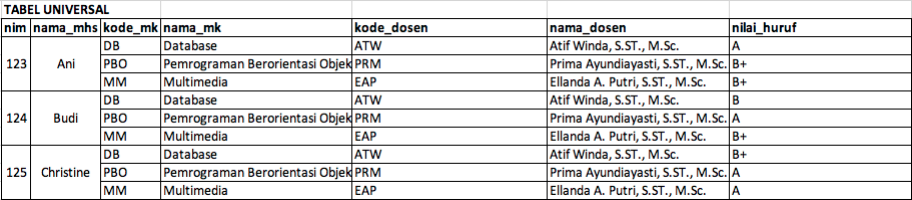 TABEL UNIVERSAL
nim nama_mhs kode_mk nama_mk kode_dosen nama_dosen nilai_huruf
DB Database ATW Atif Winda, S.ST., M.Sc. A
123 Ani PBO Pemrograman Berorientasi Objek PRM Prima Ayundiayasti, S.ST., M.Sc. B+
MM Multimedia EAP Ellanda A. Putri, S.ST., M.Sc. B+
DB Database ATW Atif Winda, S.ST., M.Sc. B
124 Budi PBO Pemrograman Berorientasi Objek PRM Prima Ayundiayasti, S.ST., M.Sc. A
MM Multimedia EAP Ellanda A. Putri, S.ST., M.Sc. B+
DB Database ATW Atif Winda, S.ST., M.Sc. B+
125 Christine PBO Pemrograman Berorientasi Objek PRM Prima Ayundiayasti, S.ST., M.Sc. A
MM Multimedia EAP Ellanda A. Putri, S.ST., M.Sc. A